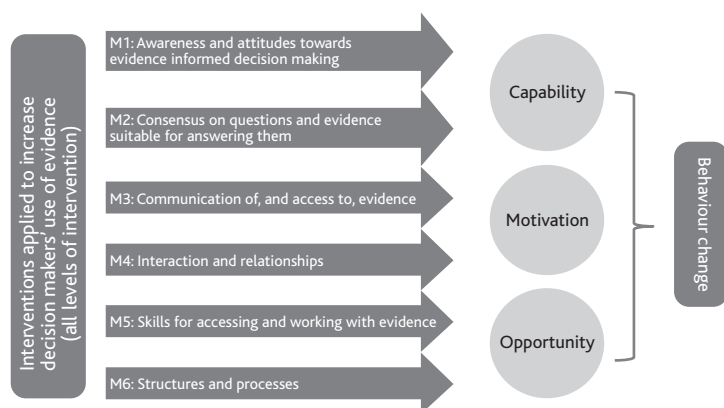 Interventions applied to increase
decision makers' use of evidence
(all levels of intervention)
M1: Awareness and attitudes towards
evidence informed decision making
M2: Consensus on questions and evidence
suitable for answering them
M3: Communication of, and access to, evidence
M4: Interaction and relationships
M5: Skills for accessing and working with evidence
M6: Structures and processes
Capability
Motivation
Opportunity
Behaviour change